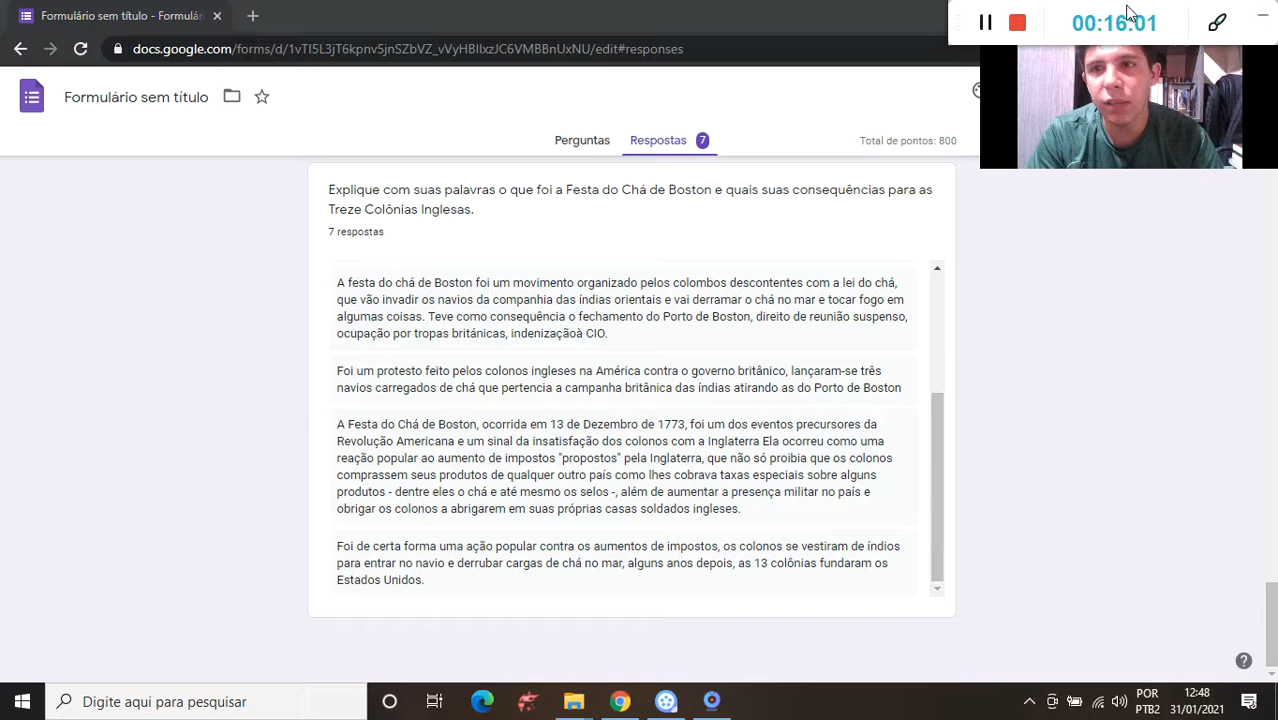 Formulário sem título - Formulár
00:16:01
docs.google.com/forms/d/1vTI5L3jT6kpnv5jnSZbVZ_vVyHBIIxzJC6VMBBnUxNU/edit#responses
Formulário sem título
Perguntas
Respostas 7
Total de pontos: 800
Explique com suas palavras o que foi a Festa do Chá de Boston e quais suas consequências para as
Treze Colônias Inglesas.
7 respostas
A festa do chá de Boston foi um movimento organizado pelos colombos descontentes com a lei do chá,
que vão invadir os navios da companhia das índias orientais e vai derramar o chá no mar e tocar fogo em
algumas coisas. Teve como consequência o fechamento do Porto de Boston, direito de reunião suspenso,
ocupação por tropas británicas, indenizaçãoà CIO.
Foi um protesto feito pelos colonos ingleses na América contra o governo britânico, lançaram-se três
navios carregados de chá que pertencia a campanha britânica das índias atirando as do Porto de Boston
A Festa do Chá de Boston, ocorrida em 13 de Dezembro de 1773, foi um dos eventos precursores da
Revolução Americana e um sinal da insatisfação dos colonos com a Inglaterra Ela ocorreu como uma
reação popular ao aumento de impostos "propostos" pela Inglaterra, que não só proibia que os colonos
comprassem seus produtos de qualquer outro país como lhes cobrava taxas especiais sobre alguns
produtos - dentre eles o chá e até mesmo os selos -, além de aumentar a presença militar no país e
obrigar os colonos a abrigarem em suas próprias casas soldados ingleses.
Foi de certa forma uma ação popular contra os aumentos de impostos, os colonos se vestiram de índios
para entrar no navio e derrubar cargas de chá no mar, alguns anos depois, as 13 colônias fundaram os
Estados Unidos.
Digite aqui para pesquisar
POR
PTB2
12:48
31/01/2021